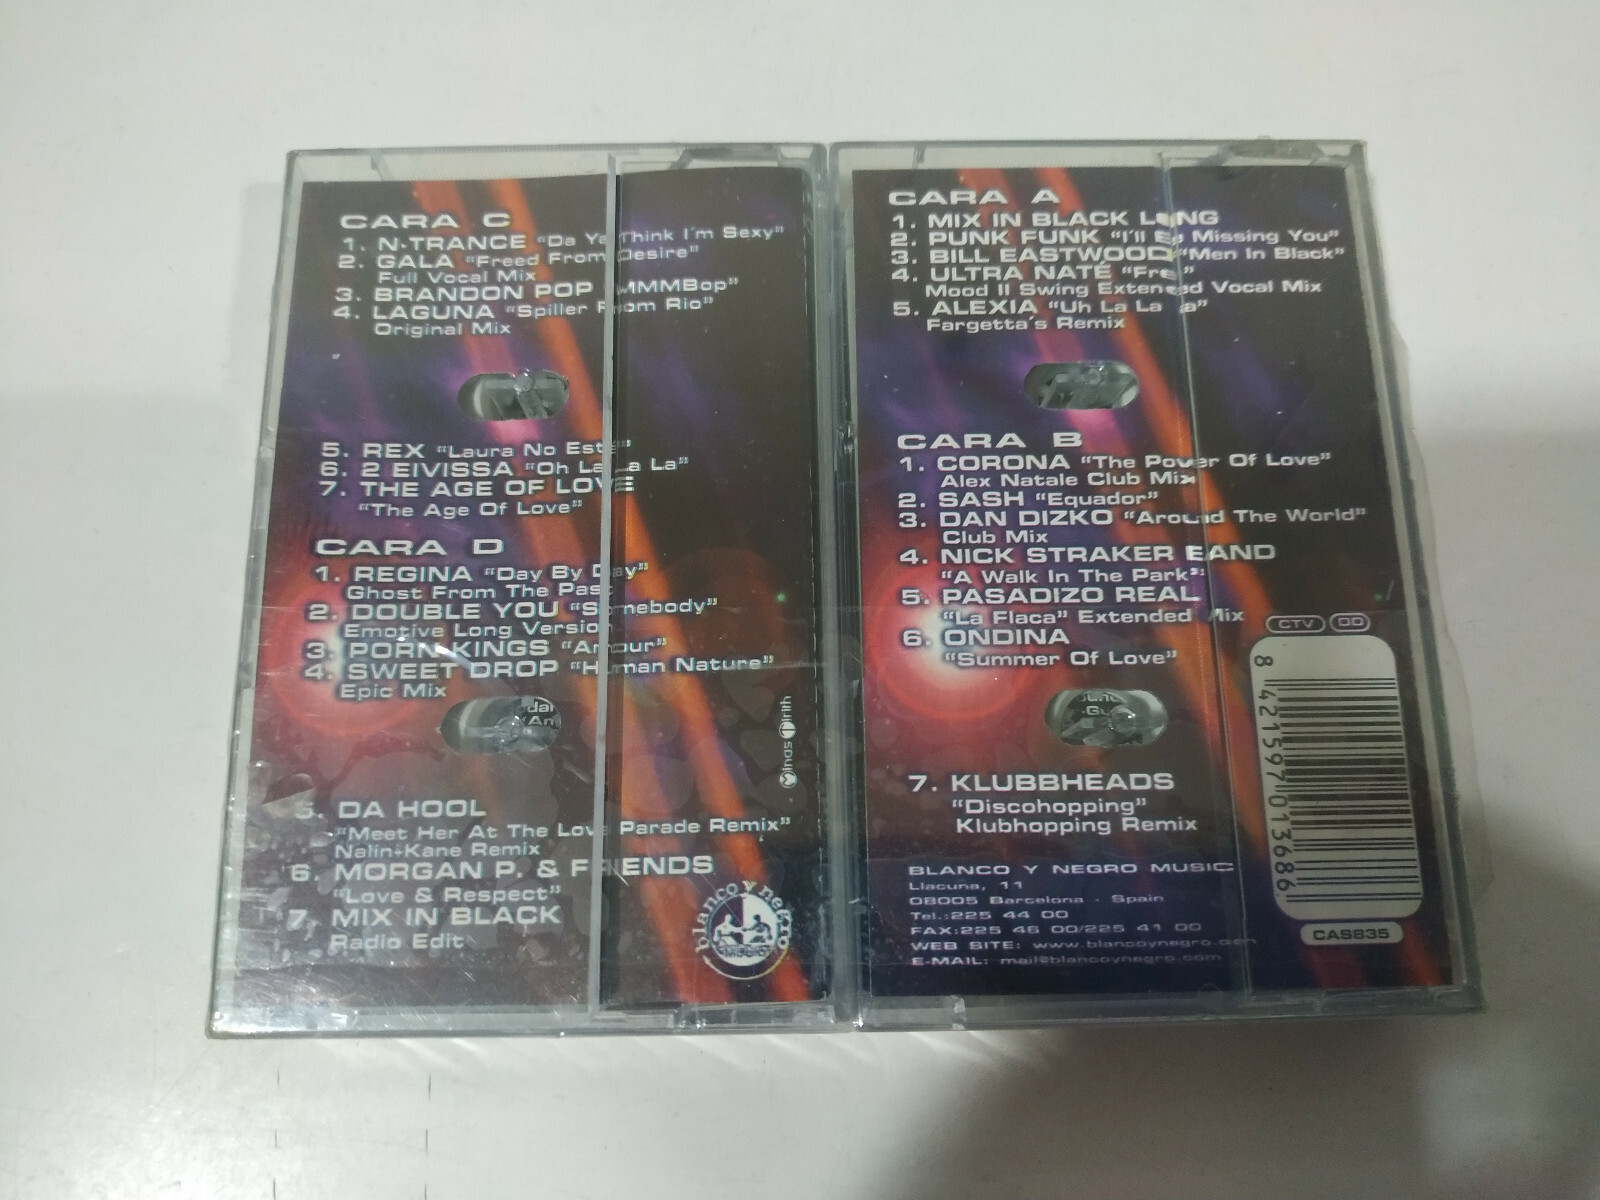 CARA C
1. N-TRANCE "Da Ya Think I'm Sexy"
2. GALA "Freed From Desire"
Full Vocal Mix
3. BRANDON POP "MMMBop"
4. LAGUNA "Spiller From Rio"
Original Mix
5. REX "Laura No Está"
6. 2 EIVISSA "Oh La La La"
7. THE AGE OF LOVE
"The Age Of Love"
CARA D
1. REGINA "Day By Day"
Ghost From The Past
2. DOUBLE YOU "Somebody"
Emotive Long Version
3. PORN KINGS "Amour"
4. SWEET DROP "Human Nature"
Epic Mix
5. DA HOOL
"Meet Her At The Love Parade Remix"
Nalin+Kane Remix
6. MORGAN P. & FRIENDS
"Love & Respect"
7. MIX IN BLACK
Radio Edit
Minas Tirith
blanco y negro
MUSIC
CARA A
1. MIX IN BLACK LONG
2. PUNK FUNK "I'll Be Missing You"
3. BILL EASTWOOD "Men In Black"
4. ULTRA NATÉ "Free"
Mood II Swing Extended Vocal Mix
5. ALEXIA "Uh La La La"
Fargetta's Remix
CARA B
1. CORONA "The Power Of Love"
Alex Natale Club Mix
2. SASH "Equador"
3. DAN DIZKO "Around The World"
Club Mix
4. NICK STRAKER BAND
"A Walk In The Park"
5. PASADIZO REAL
"La Flaca" Extended Mix
6. ONDINA
"Summer Of Love"
7. KLUBBHEADS
"Discohopping"
Klubhopping Remix
BLANCO Y NEGRO MUSIC
Llacuna, 11
08005 Barcelona - Spain
Tel.:225 44 00
FAX:225 46 00/225 41 00
WEB SITE: www.blancoynegro.com
E-MAIL: mail@blancoynegro.com
CTV DD
8 421597 013686
CAS835